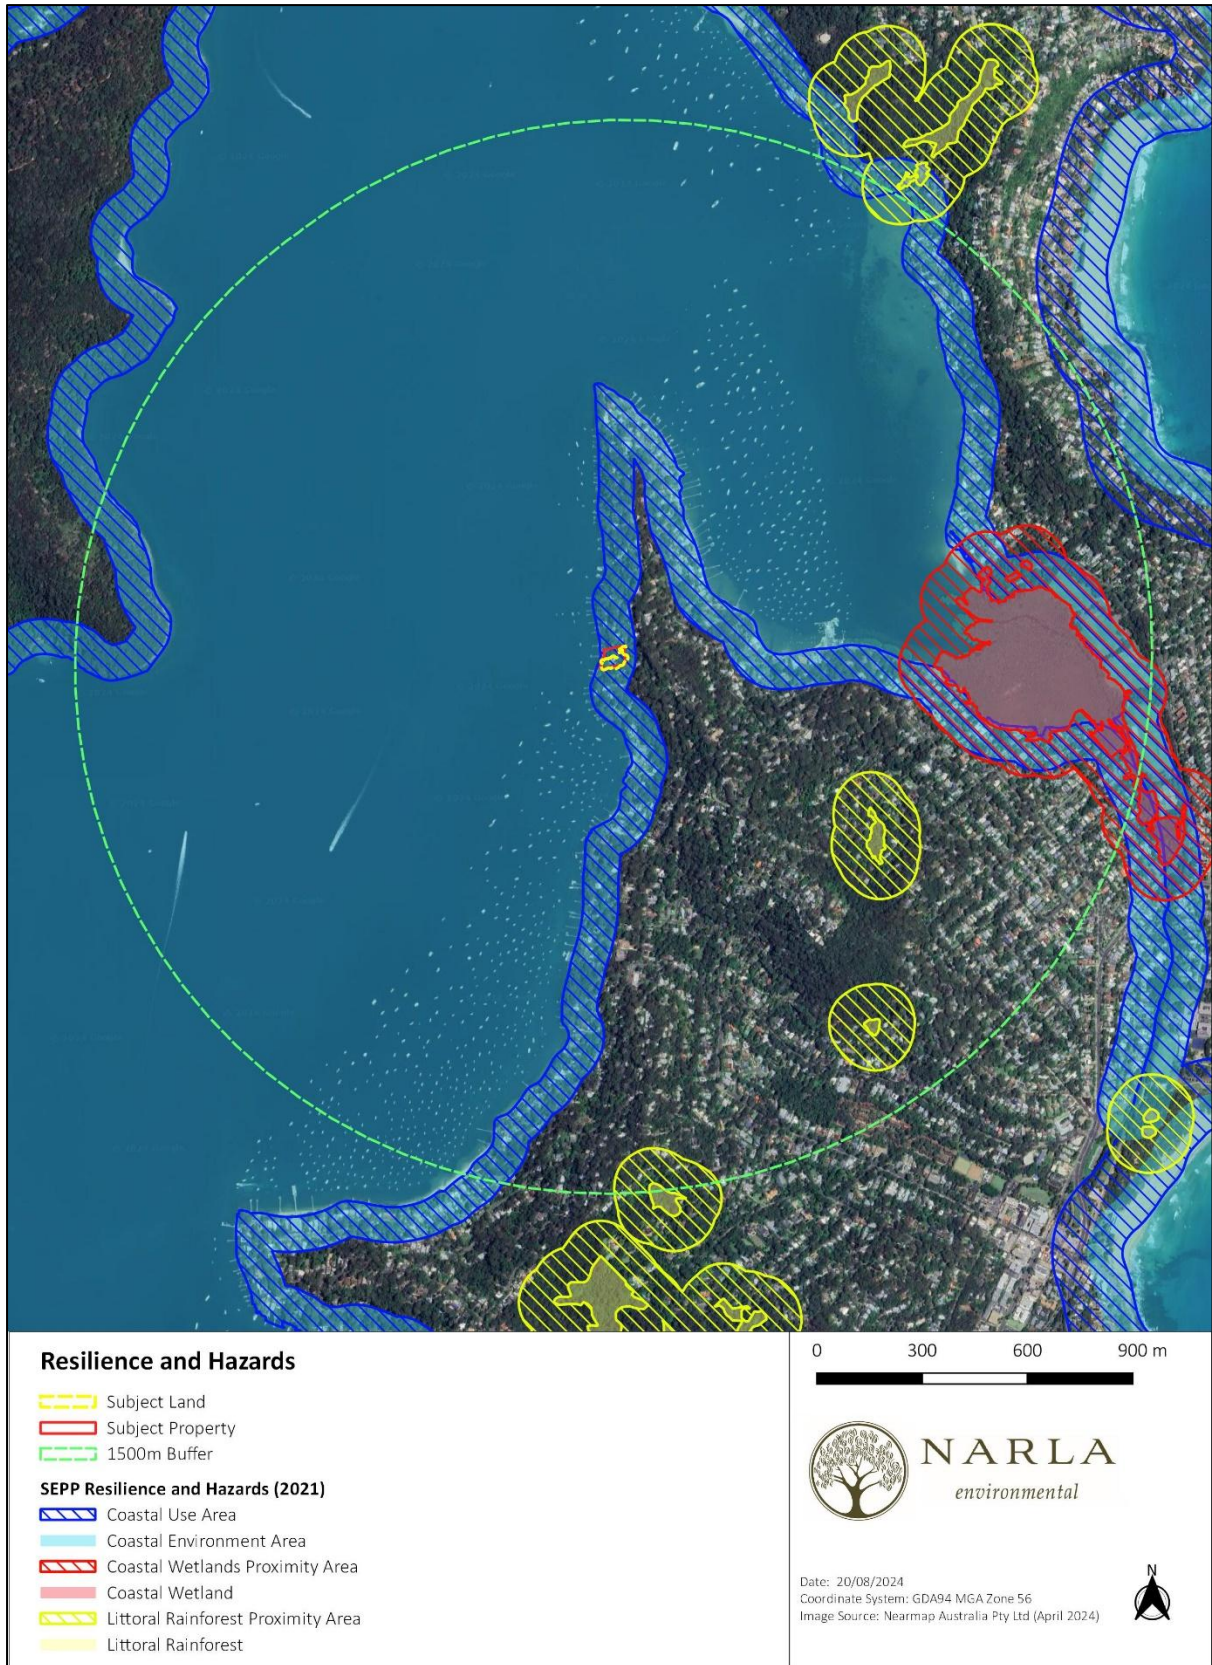 Resilience and Hazards
Subject Land
Subject Property
1500m Buffer
SEPP Resilience and Hazards (2021)
Coastal Use Area
Coastal Environment Area
Coastal Wetlands Proximity Area
Coastal Wetland
Littoral Rainforest Proximity Area
Littoral Rainforest
0 300 600 900 m
NARLA
environmental
Date: 20/08/2024
Coordinate System: GDA94 MGA Zone 56
Image Source: Nearmap Australia Pty Ltd (April 2024)
N